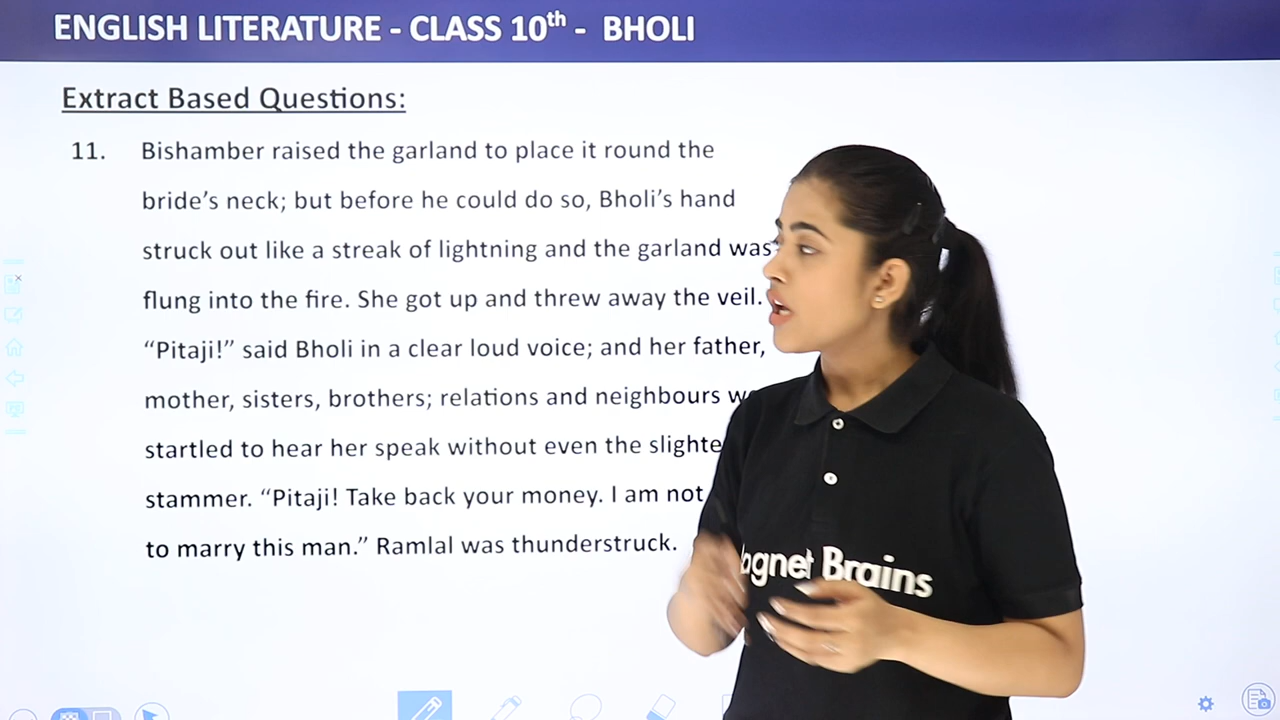 ENGLISH LITERATURE - CLASS 10th - BHOLI
Extract Based Questions:
11. Bishamber raised the garland to place it round the
bride's neck; but before he could do so, Bholi's hand
struck out like a streak of lightning and the garland was
flung into the fire. She got up and threw away the veil.
"Pitaji!" said Bholi in a clear loud voice; and her father,
mother, sisters, brothers; relations and neighbours
startled to hear her speak without even the
stammer. "Pitaji! Take back your money. I am not
to marry this man." Ramlal was thunderstruck.
Brains